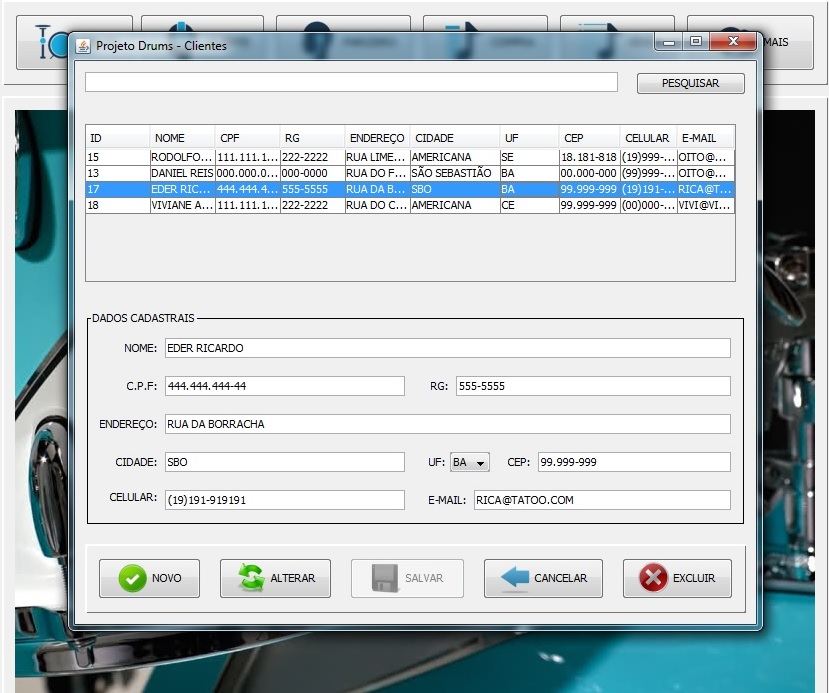 MAIS
Projeto Drums - Clientes
PESQUISAR
ID NOME CPF RG ENDEREÇO CIDADE UF CEP CELULAR E-MAIL
15 RODOLFO... 111.111.1... 222-2222 RUA LIME... AMERICANA SE 18.181-818 (19)999-... OITO@...
13 DANIEL REIS 000.000.0... 000-0000 RUA DO F... SÃO SEBASTIÃO BA 00.000-000 (99)999-... OITO@...
17 EDER RIC... 444.444.4... 555-5555 RUA DA B... SBO BA 99.999-999 (19)191-... RICA@T...
18 VIVIANE A... 111.111.1... 222-2222 RUA DO C... AMERICANA CE 99.999-999 (00)000-... VIVI@VI...
DADOS CADASTRAIS
NOME: EDER RICARDO
C.P.F: 444.444.444-44 RG: 555-5555
ENDEREÇO: RUA DA BORRACHA
CIDADE: SBO UF: BA CEP: 99.999-999
CELULAR: (19)191-919191 E-MAIL: RICA@TATOO.COM
NOVO ALTERAR SALVAR CANCELAR EXCLUIR